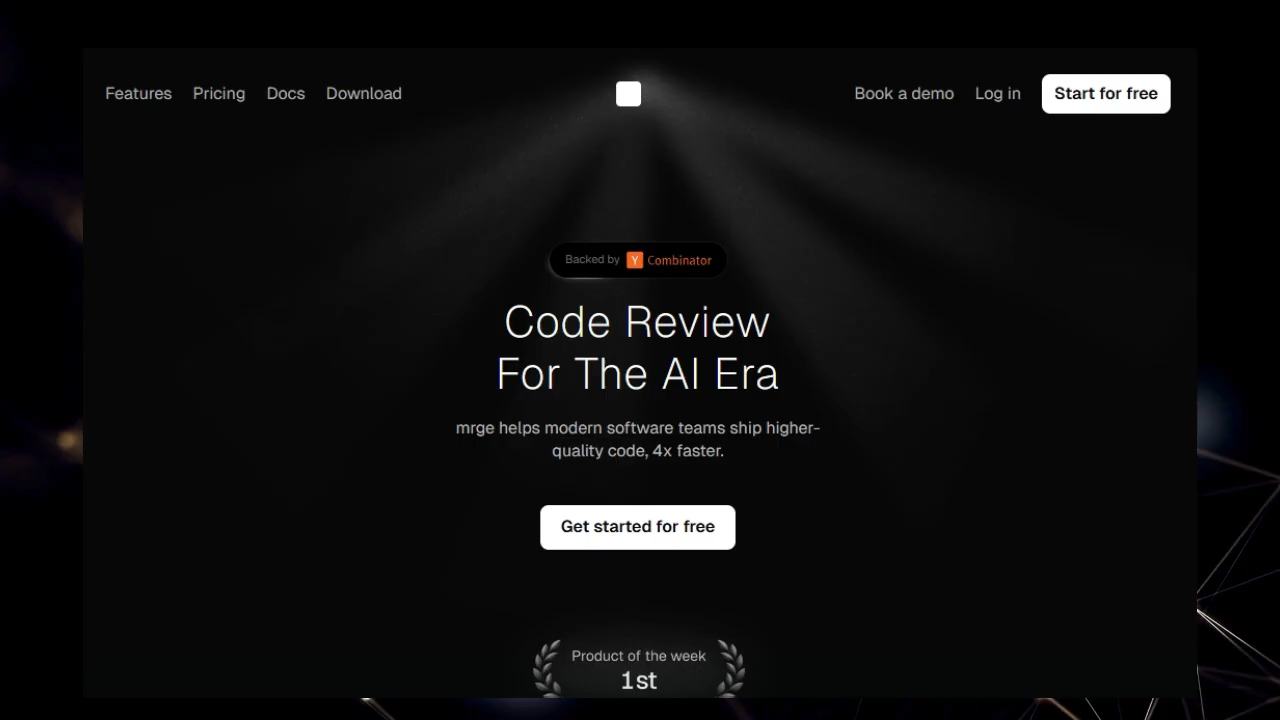 Features Pricing Docs Download Book a demo Log in Start for free
Backed by Y Combinator
Code Review
For The AI Era
mrge helps modern software teams ship higher-
quality code, 4x faster.
Get started for free
Product of the week
1st